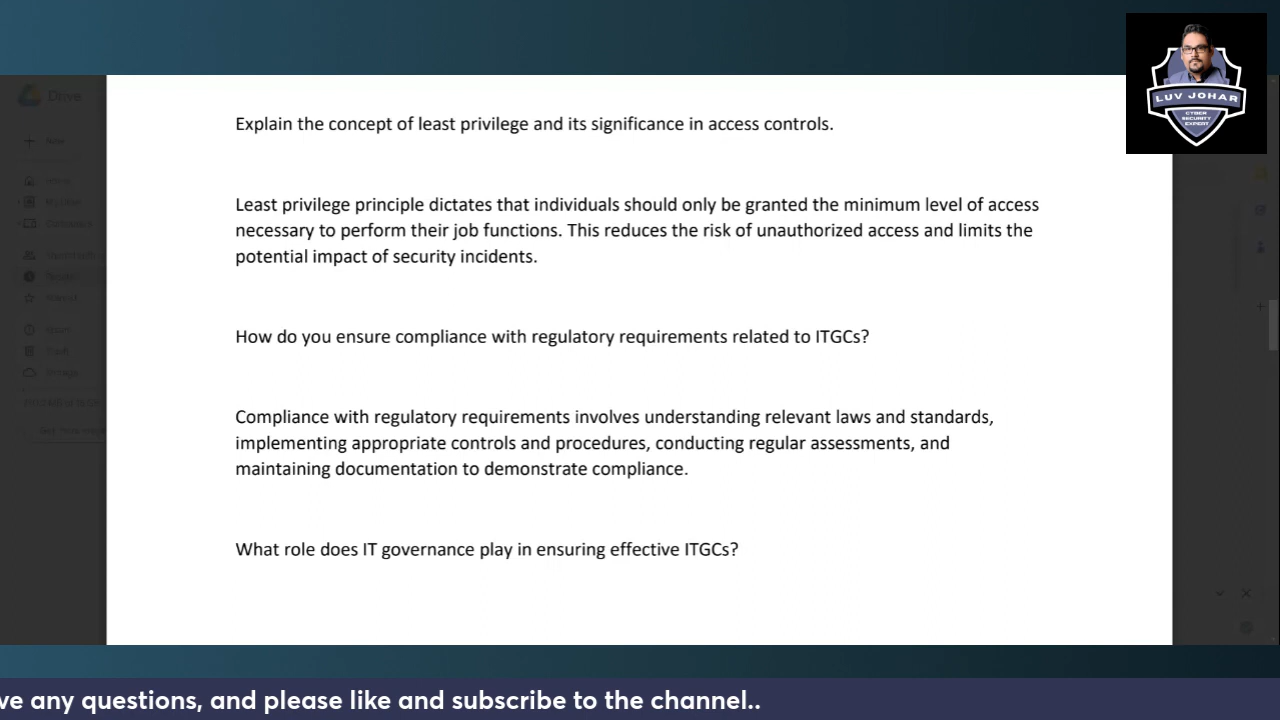 LUV JOHAR
CYBER
SECURITY
EXPERT
Drive
Explain the concept of least privilege and its significance in access controls.
Least privilege principle dictates that individuals should only be granted the minimum level of access
necessary to perform their job functions. This reduces the risk of unauthorized access and limits the
potential impact of security incidents.
How do you ensure compliance with regulatory requirements related to ITGCs?
Compliance with regulatory requirements involves understanding relevant laws and standards,
implementing appropriate controls and procedures, conducting regular assessments, and
maintaining documentation to demonstrate compliance.
What role does IT governance play in ensuring effective ITGCs?
ve any questions, and please like and subscribe to the channel..